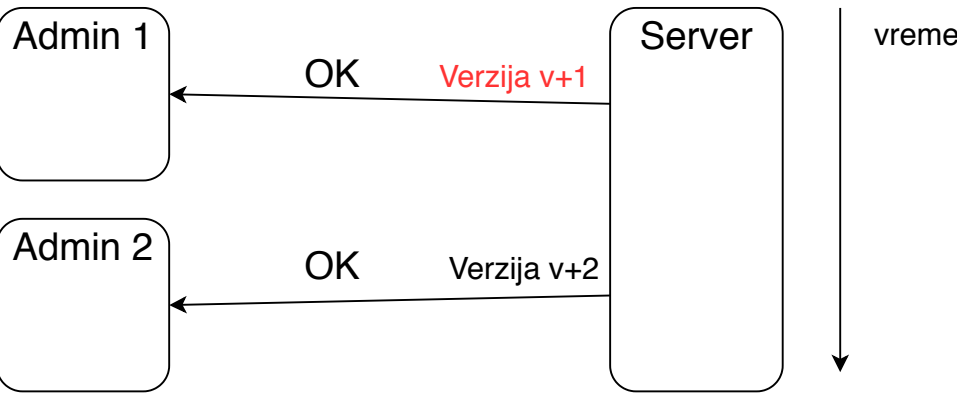 Admin 1
OK
Verzija v+1
Server
vreme
Admin 2
OK
Verzija v+2